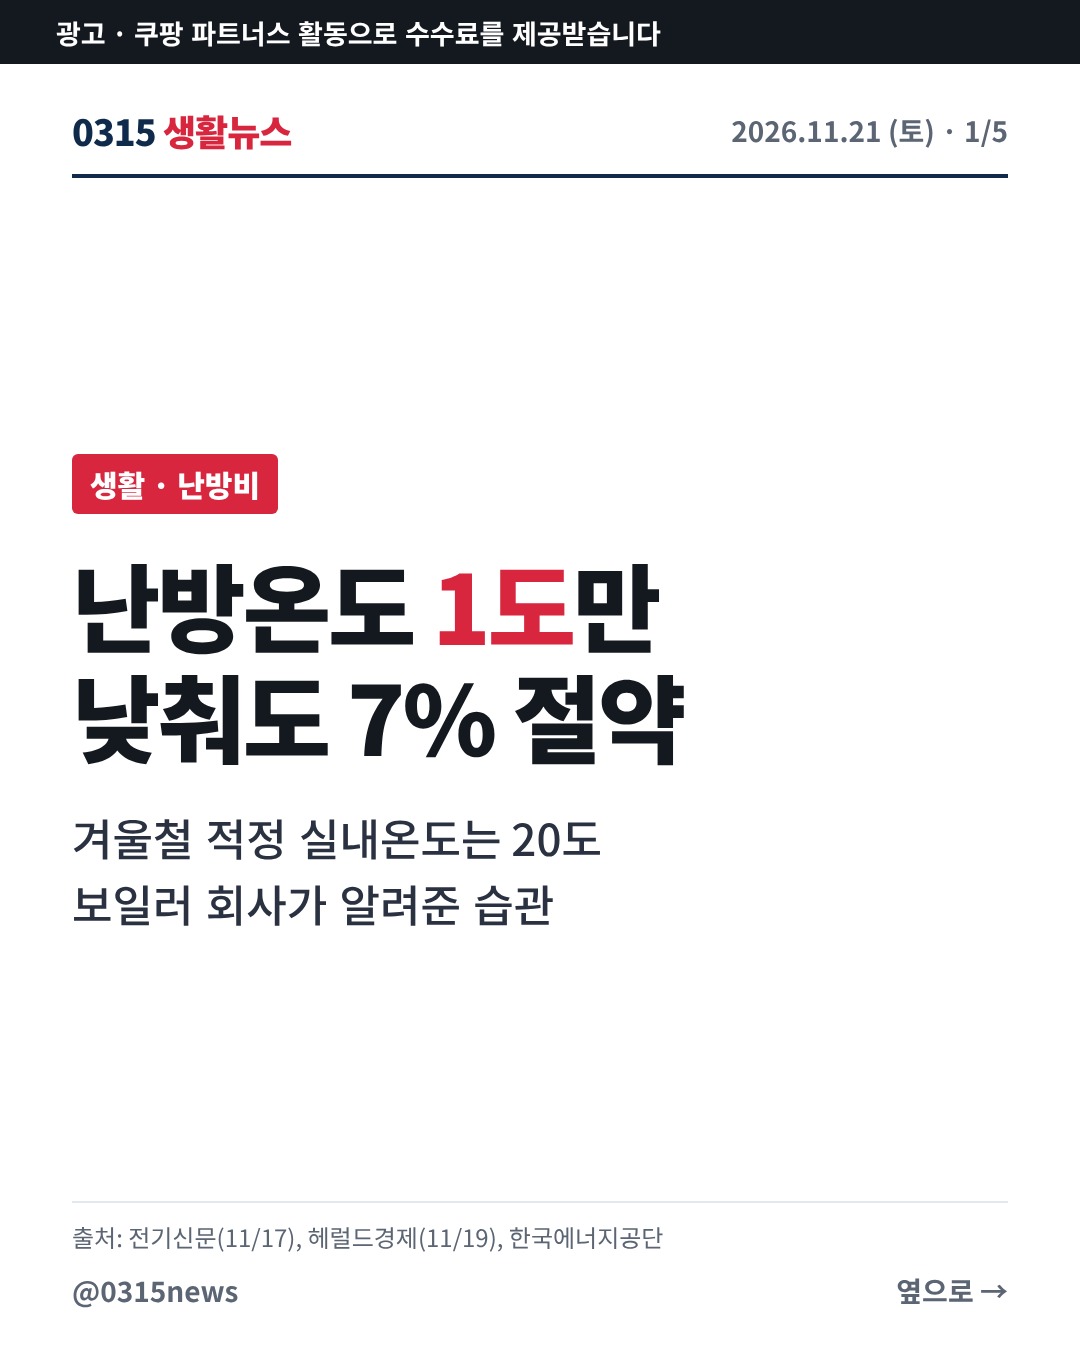 광고 · 쿠팡 파트너스 활동으로 수수료를 제공받습니다
0315 생활뉴스
2026.11.21 (토) · 1/5
생활 · 난방비
난방온도 1도만
낮춰도 7% 절약
겨울철 적정 실내온도는 20도
보일러 회사가 알려준 습관
출처: 전기신문(11/17), 헤럴드경제(11/19), 한국에너지공단
@0315news
옆으로 →